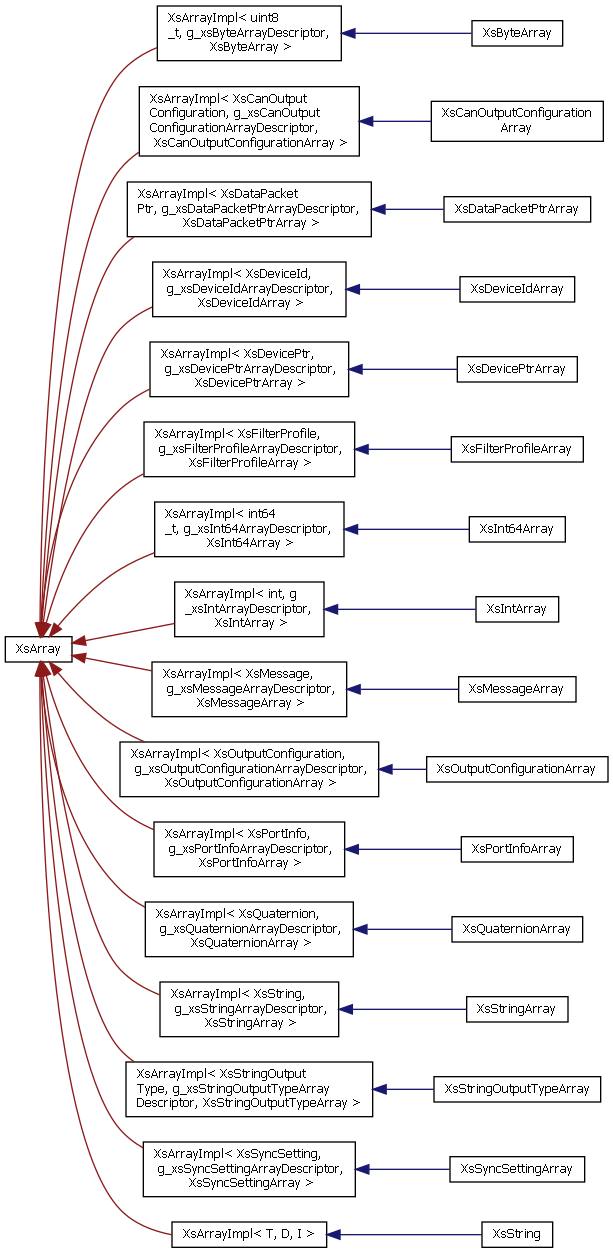 XsArrayImpl< uint8
_t, g_xsByteArrayDescriptor,
XsByteArray >
XsByteArray
XsArrayImpl< XsCanOutput
Configuration, g_xsCanOutput
ConfigurationArrayDescriptor,
XsCanOutputConfigurationArray >
XsCanOutputConfiguration
Array
XsArrayImpl< XsDataPacket
Ptr, g_xsDataPacketPtrArrayDescriptor,
XsDataPacketPtrArray >
XsDataPacketPtrArray
XsArrayImpl< XsDeviceId,
g_xsDeviceIdArrayDescriptor,
XsDeviceIdArray >
XsDeviceIdArray
XsArrayImpl< XsDevicePtr,
g_xsDevicePtrArrayDescriptor,
XsDevicePtrArray >
XsDevicePtrArray
XsArrayImpl< XsFilterProfile,
g_xsFilterProfileArrayDescriptor,
XsFilterProfileArray >
XsFilterProfileArray
XsArrayImpl< int64
_t, g_xsInt64ArrayDescriptor,
XsInt64Array >
XsInt64Array
XsArrayImpl< int, g
_xsIntArrayDescriptor,
XsIntArray >
XsIntArray
XsArray
XsArrayImpl< XsMessage,
g_xsMessageArrayDescriptor,
XsMessageArray >
XsMessageArray
XsArrayImpl< XsOutputConfiguration,
g_xsOutputConfigurationArrayDescriptor,
XsOutputConfigurationArray >
XsOutputConfigurationArray
XsArrayImpl< XsPortInfo,
g_xsPortInfoArrayDescriptor,
XsPortInfoArray >
XsPortInfoArray
XsArrayImpl< XsQuaternion,
g_xsQuaternionArrayDescriptor,
XsQuaternionArray >
XsQuaternionArray
XsArrayImpl< XsString,
g_xsStringArrayDescriptor,
XsStringArray >
XsStringArray
XsArrayImpl< XsStringOutput
Type, g_xsStringOutputTypeArray
Descriptor, XsStringOutputTypeArray >
XsStringOutputTypeArray
XsArrayImpl< XsSyncSetting,
g_xsSyncSettingArrayDescriptor,
XsSyncSettingArray >
XsSyncSettingArray
XsArrayImpl< T, D, I >
XsString